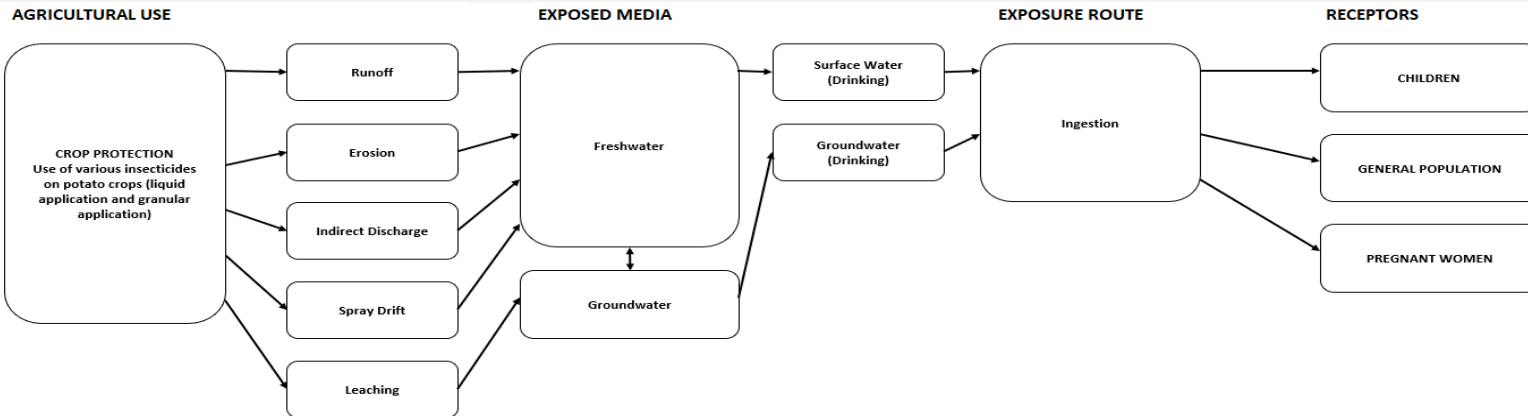 AGRICULTURAL USE
EXPOSED MEDIA
EXPOSURE ROUTE
RECEPTORS
CROP PROTECTION
Use of various insecticides
on potato crops (liquid
application and granular
application)
Runoff
Erosion
Indirect Discharge
Spray Drift
Leaching
Freshwater
Groundwater
Surface Water
(Drinking)
Groundwater
(Drinking)
Ingestion
CHILDREN
GENERAL POPULATION
PREGNANT WOMEN